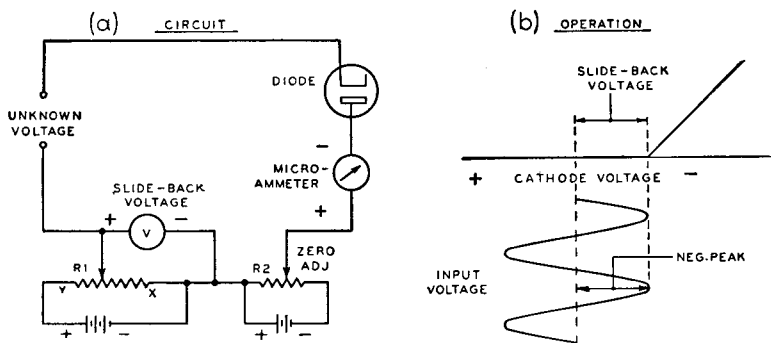 (a) CIRCUIT
DIODE
UNKNOWN
VOLTAGE
−
MICRO-
AMMETER
SLIDE-BACK
VOLTAGE
+ V −
+
ZERO
ADJ
R1
R2
Y
X
+ −
+ −
(b) OPERATION
SLIDE-BACK
VOLTAGE
+ CATHODE VOLTAGE −
NEG. PEAK
INPUT
VOLTAGE